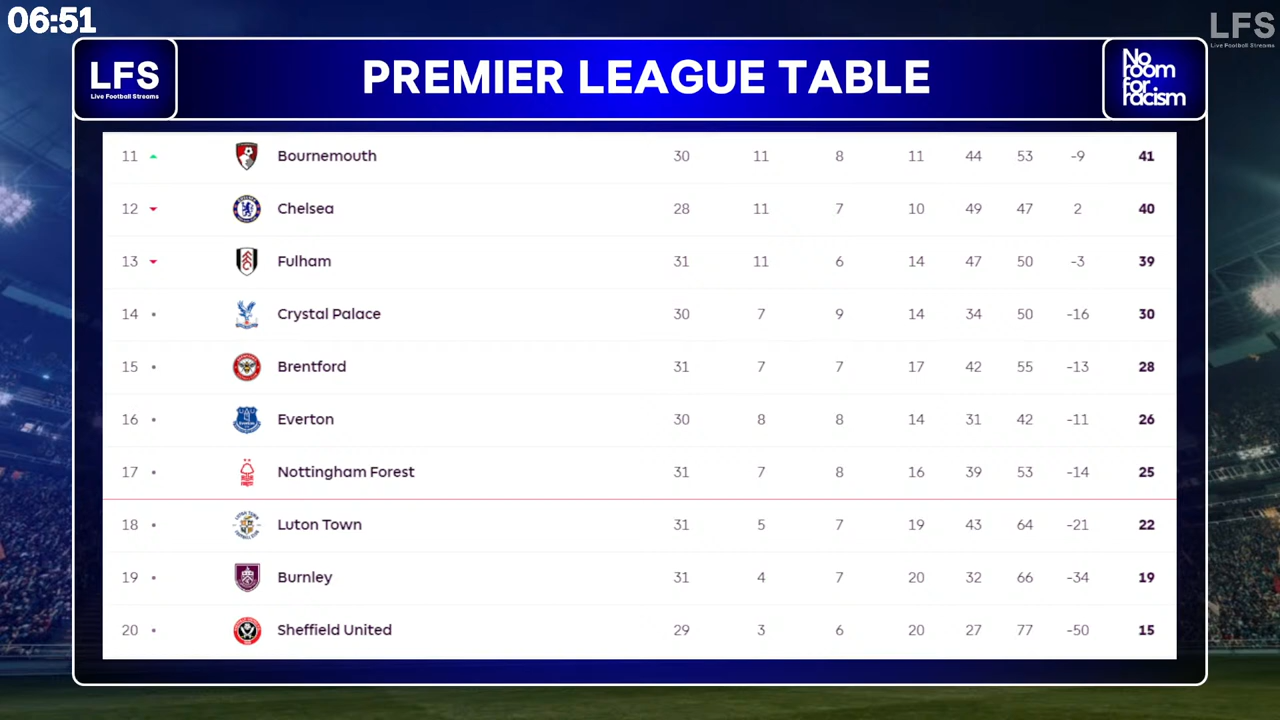 06:51
LFS
Live Football Streams
LFS
Live Football Streams
PREMIER LEAGUE TABLE
No
room
for
racism
11 Bournemouth 30 11 8 11 44 53 -9 41
12 Chelsea 28 11 7 10 49 47 2 40
13 Fulham 31 11 6 14 47 50 -3 39
14 Crystal Palace 30 7 9 14 34 50 -16 30
15 Brentford 31 7 7 17 42 55 -13 28
16 Everton 30 8 8 14 31 42 -11 26
17 Nottingham Forest 31 7 8 16 39 53 -14 25
18 Luton Town 31 5 7 19 43 64 -21 22
19 Burnley 31 4 7 20 32 66 -34 19
20 Sheffield United 29 3 6 20 27 77 -50 15